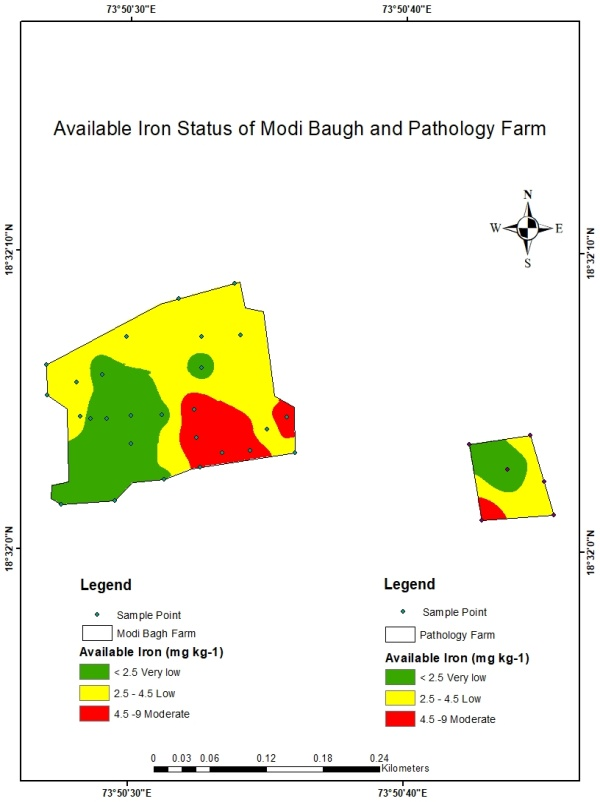 73°50'30"E 73°50'40"E
Available Iron Status of Modi Baugh and Pathology Farm
N
W E
S
18°32'10"N 18°32'10"N
18°32'0"N 18°32'0"N
Legend
Sample Point
Modi Bagh Farm
Available Iron (mg kg-1)
< 2.5 Very low
2.5 - 4.5 Low
4.5 -9 Moderate
Legend
Sample Point
Pathology Farm
Available Iron (mg kg-1)
< 2.5 Very low
2.5 - 4.5 Low
4.5 -9 Moderate
0 0.03 0.06 0.12 0.18 0.24
Kilometers
73°50'30"E 73°50'40"E